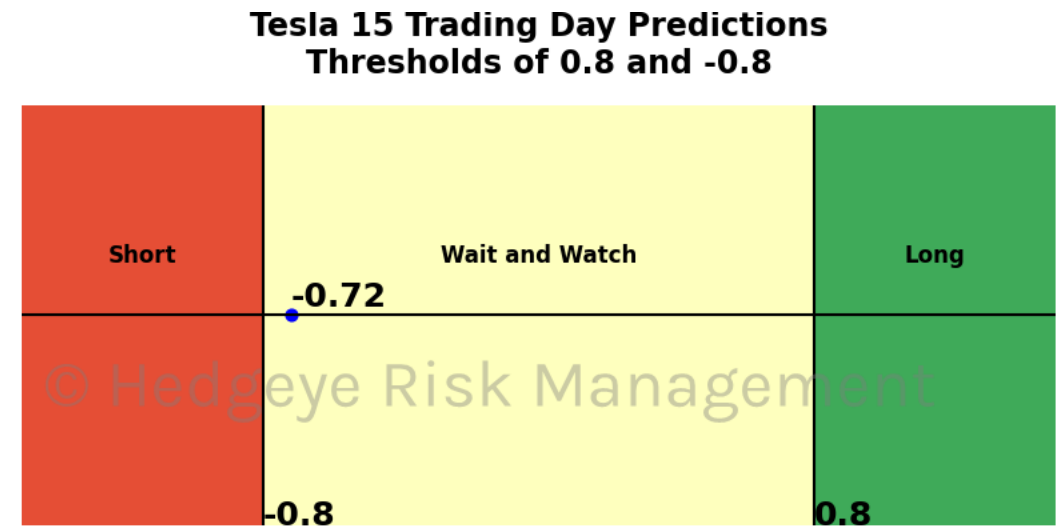 Tesla 15 Trading Day Predictions
Thresholds of 0.8 and -0.8
Short
Wait and Watch
Long
-0.72
© Hedgeye Risk Management
-0.8
0.8